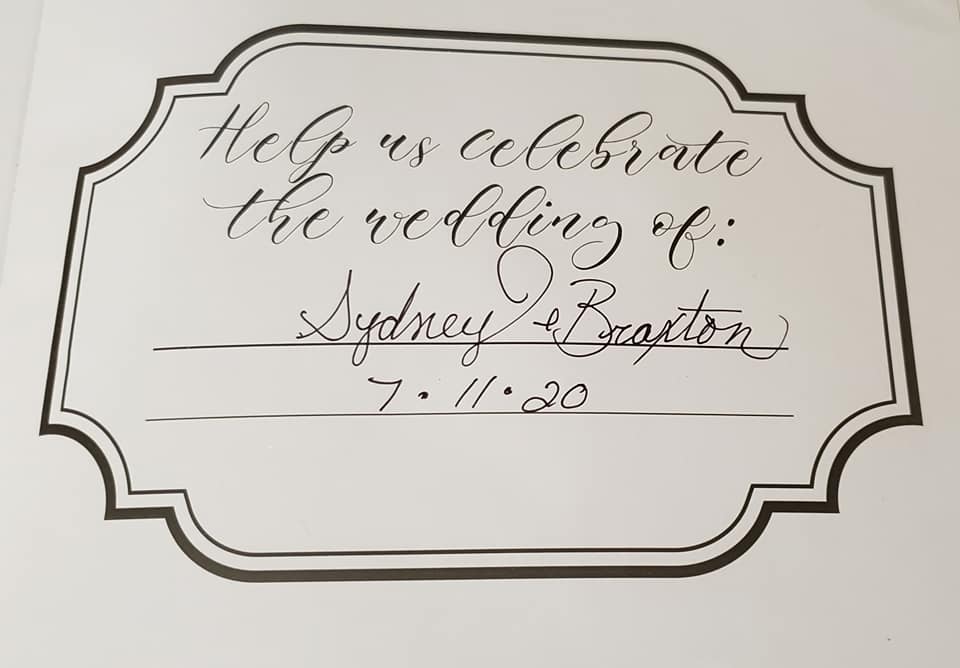 Help us celebrate
the wedding of:
Sydney & Braxton
7.11.20